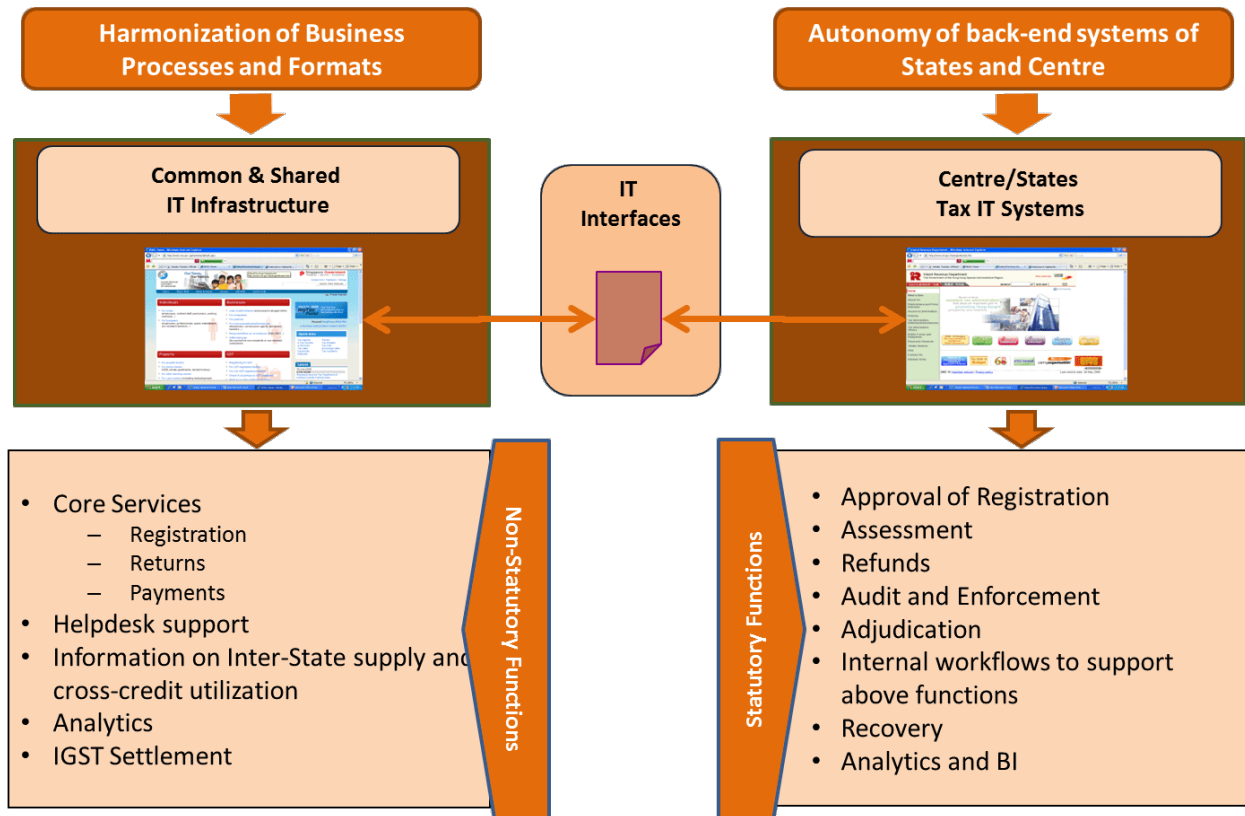 Harmonization of Business
Processes and Formats
Autonomy of back-end systems of
States and Centre
Common & Shared
IT Infrastructure
IT
Interfaces
Centre/States
Tax IT Systems
• Core Services
– Registration
– Returns
– Payments
• Helpdesk support
• Information on Inter-State supply and
cross-credit utilization
• Analytics
• IGST Settlement
Non-Statutory Functions
Statutory Functions
• Approval of Registration
• Assessment
• Refunds
• Audit and Enforcement
• Adjudication
• Internal workflows to support
above functions
• Recovery
• Analytics and BI